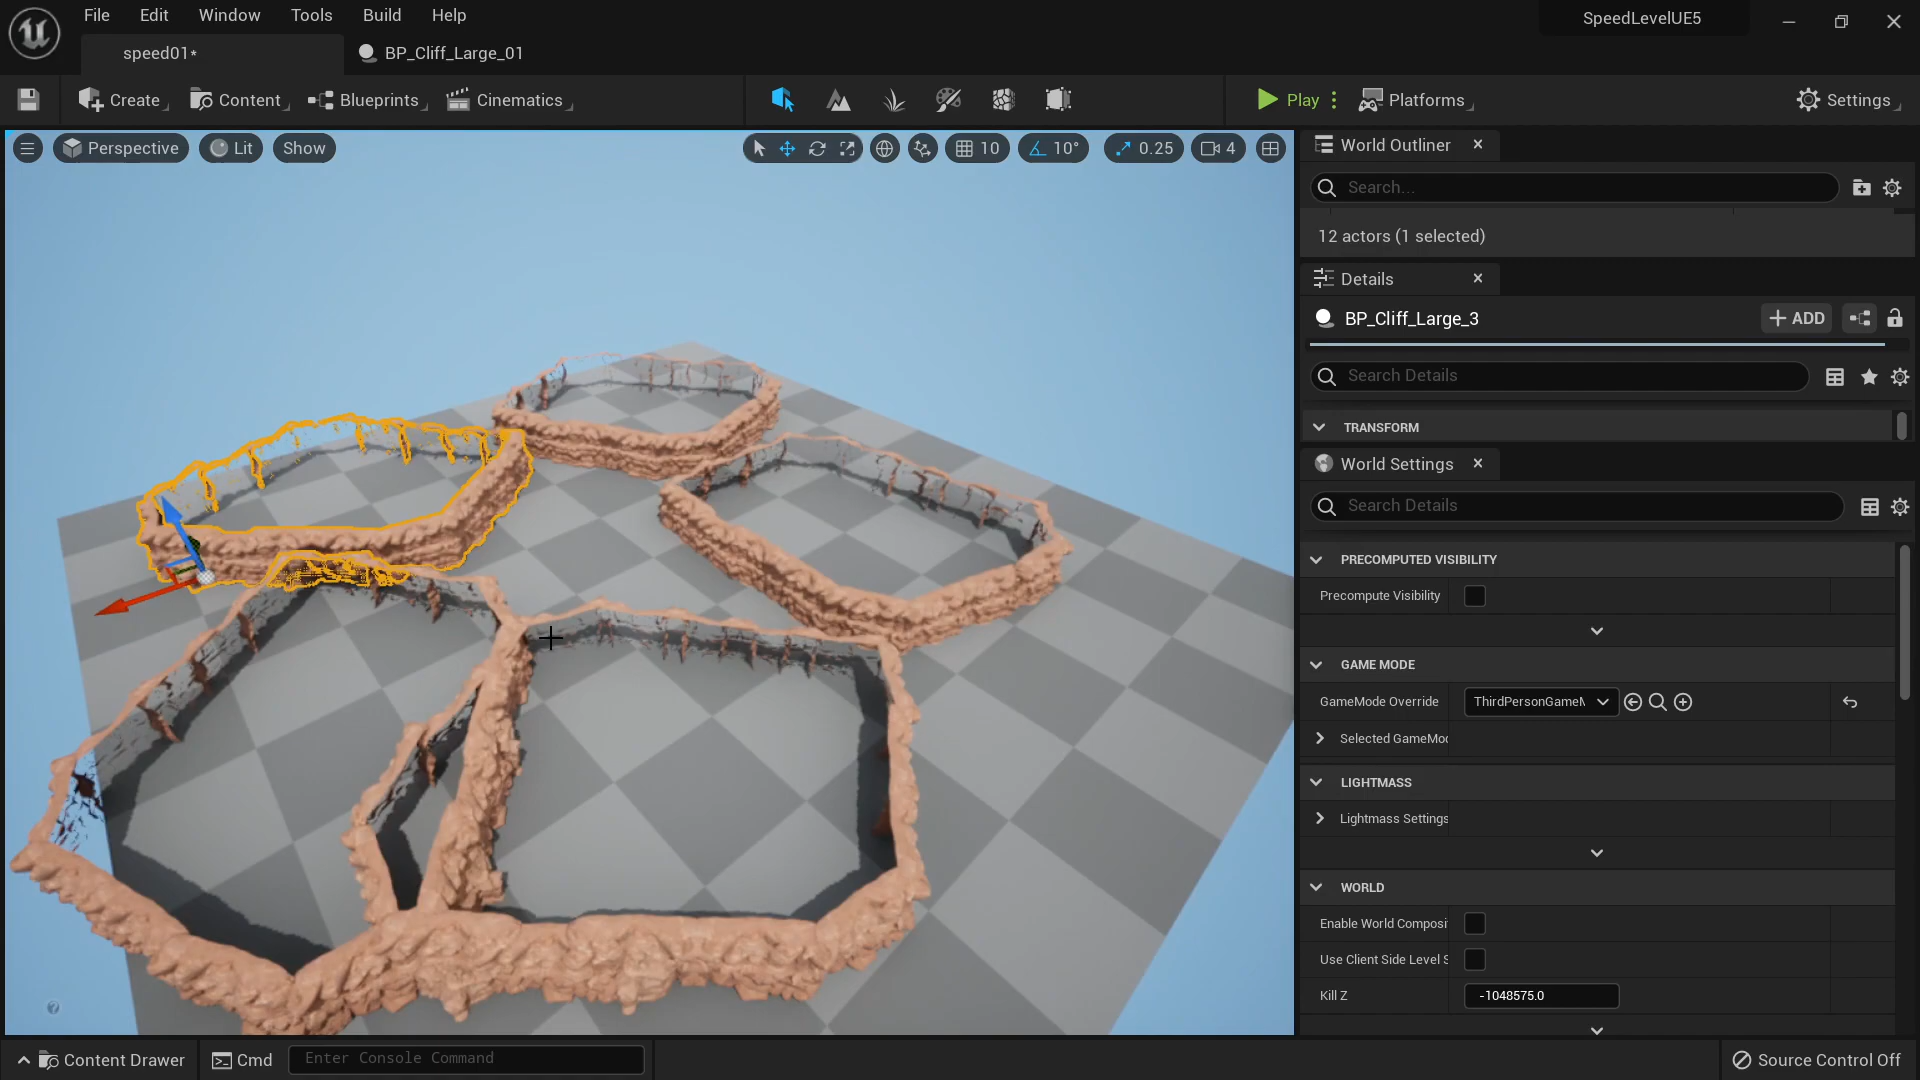 File Edit Window Tools Build Help
SpeedLevelUE5
speed01*
BP_Cliff_Large_01
Create
Content
Blueprints
Cinematics
Play
Platforms
Settings
Perspective
Lit
Show
10
10°
0.25
4
World Outliner
Search...
12 actors (1 selected)
Details
BP_Cliff_Large_3
ADD
Search Details
TRANSFORM
World Settings
Search Details
PRECOMPUTED VISIBILITY
Precompute Visibility
GAME MODE
GameMode Override
ThirdPersonGameM
Selected GameMod
LIGHTMASS
Lightmass Settings
WORLD
Enable World Composi
Use Client Side Level S
Kill Z
-1048575.0
Content Drawer
Cmd
Enter Console Command
Source Control Off